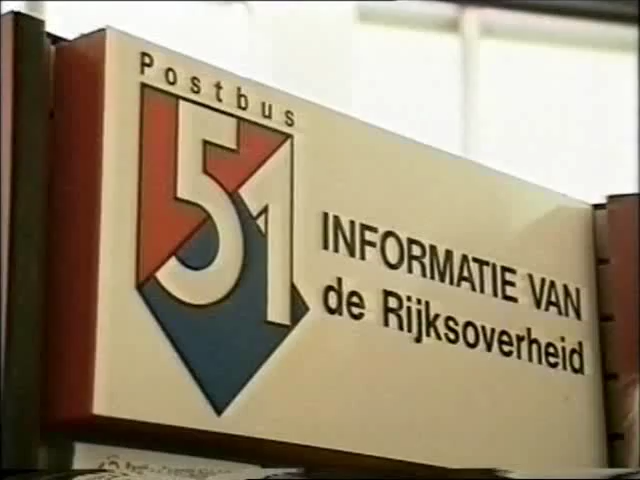 Postbus
51
INFORMATIE VAN
de Rijksoverheid